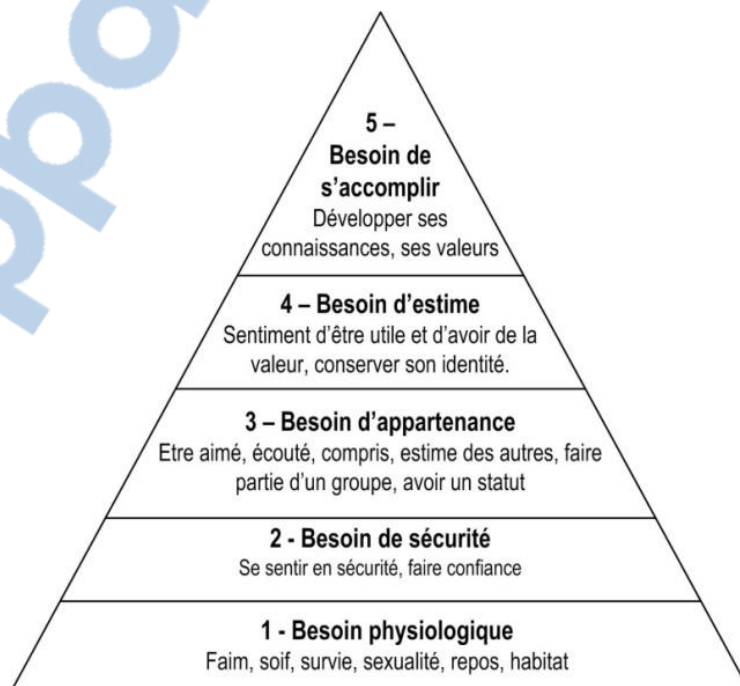 5 –
Besoin de
s’accomplir
Développer ses
connaissances, ses valeurs
4 – Besoin d’estime
Sentiment d’être utile et d’avoir de la
valeur, conserver son identité.
3 – Besoin d’appartenance
Etre aimé, écouté, compris, estime des autres, faire
partie d’un groupe, avoir un statut
2 - Besoin de sécurité
Se sentir en sécurité, faire confiance
1 - Besoin physiologique
Faim, soif, survie, sexualité, repos, habitat